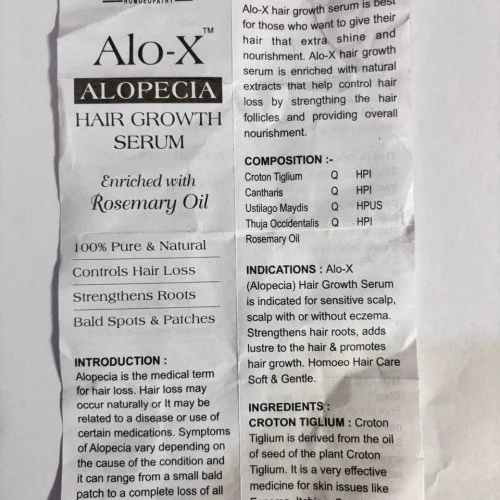 HOMOEOPATHY
Alo-X™
ALOPECIA
HAIR GROWTH
SERUM
Enriched with
Rosemary Oil
100% Pure & Natural
Controls Hair Loss
Strengthens Roots
Bald Spots & Patches
INTRODUCTION :
Alopecia is the medical term
for hair loss. Hair loss may
occur naturally or It may be
related to a disease or use of
certain medications. Symptoms
of Alopecia vary depending on
the cause of the condition and
it can range from a small bald
patch to a complete loss of all
Alo-X hair growth serum is best
for those who want to give their
hair that extra shine and
nourishment. Alo-X hair growth
serum is enriched with natural
extracts that help control hair
loss by strengthing the hair
follicles and providing overall
nourishment.
COMPOSITION :-
Croton Tiglium Q HPI
Cantharis Q HPI
Ustilago Maydis Q HPUS
Thuja Occidentalis Q HPI
Rosemary Oil
INDICATIONS : Alo-X
(Alopecia) Hair Growth Serum
is indicated for sensitive scalp,
scalp with or without eczema.
Strengthens hair roots, adds
lustre to the hair & promotes
hair growth. Homoeo Hair Care
Soft & Gentle.
INGREDIENTS :
CROTON TIGLIUM : Croton
Tiglium is derived from the oil
of seed of the plant Croton
Tiglium. It is a very effective
medicine for skin issues like